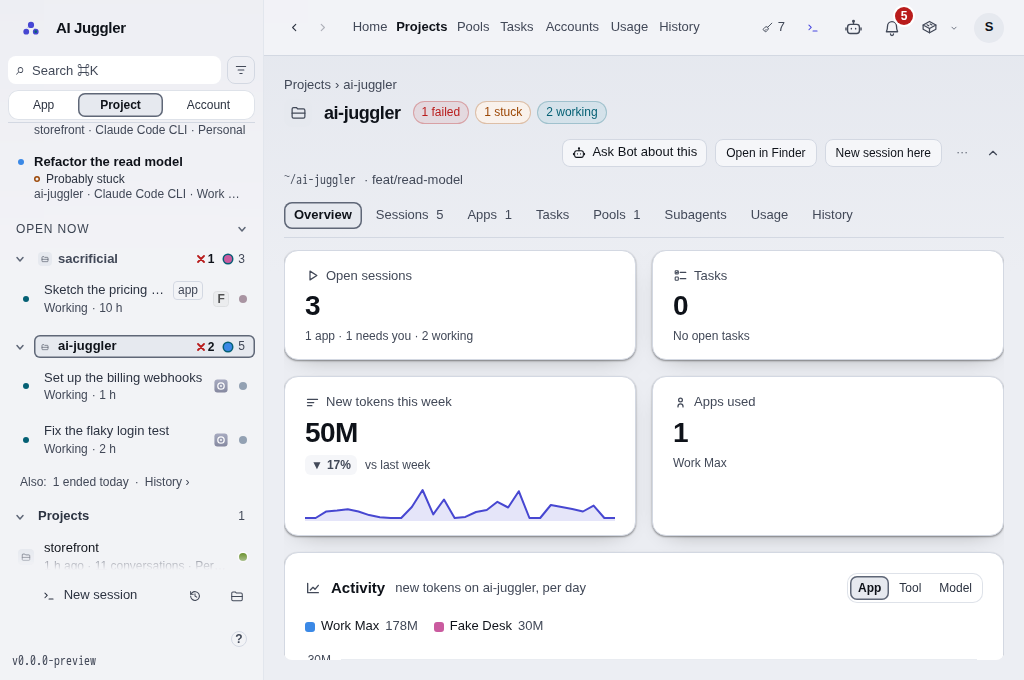 AI Juggler
Search ⌘K
App Project Account
storefront · Claude Code CLI · Personal
Refactor the read model
Probably stuck
ai-juggler · Claude Code CLI · Work …
OPEN NOW
sacrificial 1 3
Sketch the pricing … app F
Working · 10 h
ai-juggler 2 5
Set up the billing webhooks
Working · 1 h
Fix the flaky login test
Working · 2 h
Also: 1 ended today · History ›
Projects 1
storefront
1 h ago · 11 conversations · Per…
New session
?
v0.0.0-preview
Home Projects Pools Tasks Accounts Usage History 7 5 S
Projects › ai-juggler
ai-juggler 1 failed 1 stuck 2 working
Ask Bot about this Open in Finder New session here ···
~/ai-juggler · feat/read-model
Overview Sessions 5 Apps 1 Tasks Pools 1 Subagents Usage History
Open sessions
3
1 app · 1 needs you · 2 working
Tasks
0
No open tasks
New tokens this week
50M
▼ 17% vs last week
Apps used
1
Work Max
Activity new tokens on ai-juggler, per day App Tool Model
Work Max 178M Fake Desk 30M
30M